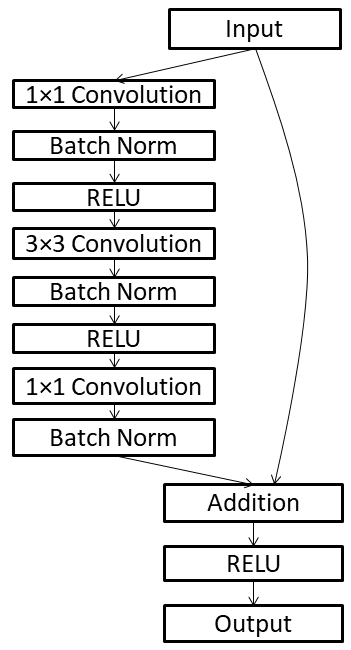 Input
1×1 Convolution
Batch Norm
RELU
3×3 Convolution
Batch Norm
RELU
1×1 Convolution
Batch Norm
Addition
RELU
Output